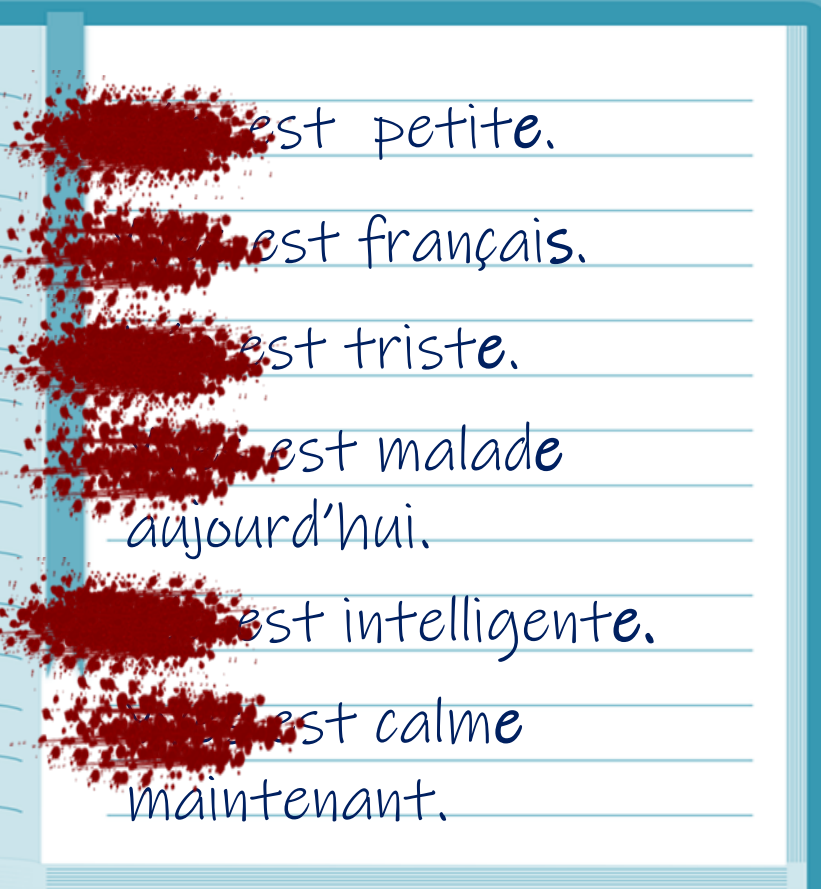 est petite.
est français.
est triste.
est malade
aujourd'hui.
est intelligente.
est calme
maintenant.